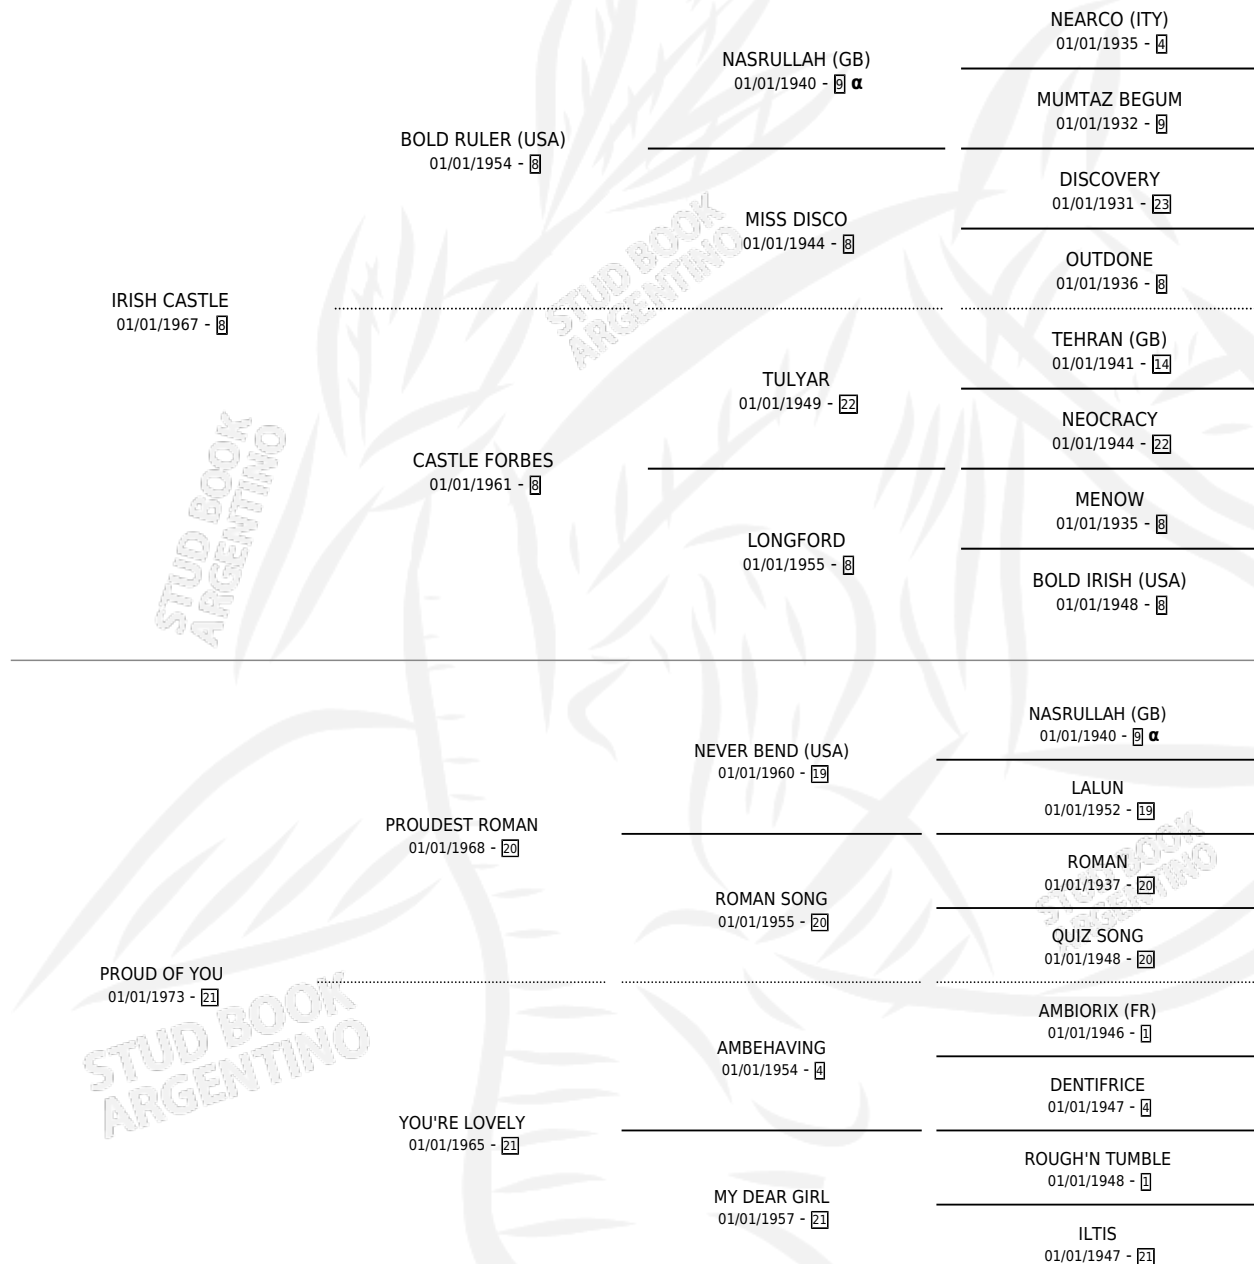 NEARCO (ITY)
01/01/1935 - 4
NASRULLAH (GB)
01/01/1940 - 9 α
MUMTAZ BEGUM
01/01/1932 - 9
BOLD RULER (USA)
01/01/1954 - 8
DISCOVERY
01/01/1931 - 23
MISS DISCO
01/01/1944 - 8
OUTDONE
01/01/1936 - 8
STUD BOOK
ARGENTINO
IRISH CASTLE
01/01/1967 - 8
TEHRAN (GB)
01/01/1941 - 14
TULYAR
01/01/1949 - 22
NEOCRACY
01/01/1944 - 22
CASTLE FORBES
01/01/1961 - 8
MENOW
01/01/1935 - 8
LONGFORD
01/01/1955 - 8
BOLD IRISH (USA)
01/01/1948 - 8
STUD BOOK
ARGENTINO
NASRULLAH (GB)
01/01/1940 - 9 α
NEVER BEND (USA)
01/01/1960 - 19
LALUN
01/01/1952 - 19
PROUDEST ROMAN
01/01/1968 - 20
ROMAN
01/01/1937 - 20
STUD BOOK
ARGENTINO
ROMAN SONG
01/01/1955 - 20
QUIZ SONG
01/01/1948 - 20
PROUD OF YOU
01/01/1973 - 21
STUD BOOK
ARGENTINO
AMBIORIX (FR)
01/01/1946 - 1
AMBEHAVING
01/01/1954 - 4
DENTIFRICE
01/01/1947 - 4
YOU'RE LOVELY
01/01/1965 - 21
ROUGH'N TUMBLE
01/01/1948 - 1
MY DEAR GIRL
01/01/1957 - 21
ILTIS
01/01/1947 - 21